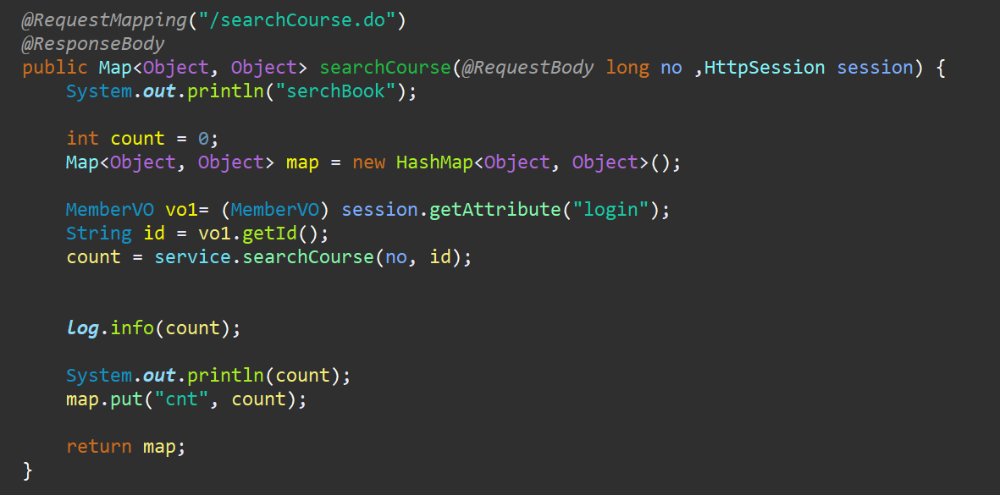 @RequestMapping("/searchCourse.do")
@ResponseBody
public Map<Object, Object> searchCourse(@RequestBody long no ,HttpSession session) {
System.out.println("serchBook");
int count = 0;
Map<Object, Object> map = new HashMap<Object, Object>();
MemberVO vo1= (MemberVO) session.getAttribute("login");
String id = vo1.getId();
count = service.searchCourse(no, id);
log.info(count);
System.out.println(count);
map.put("cnt", count);
return map;
}